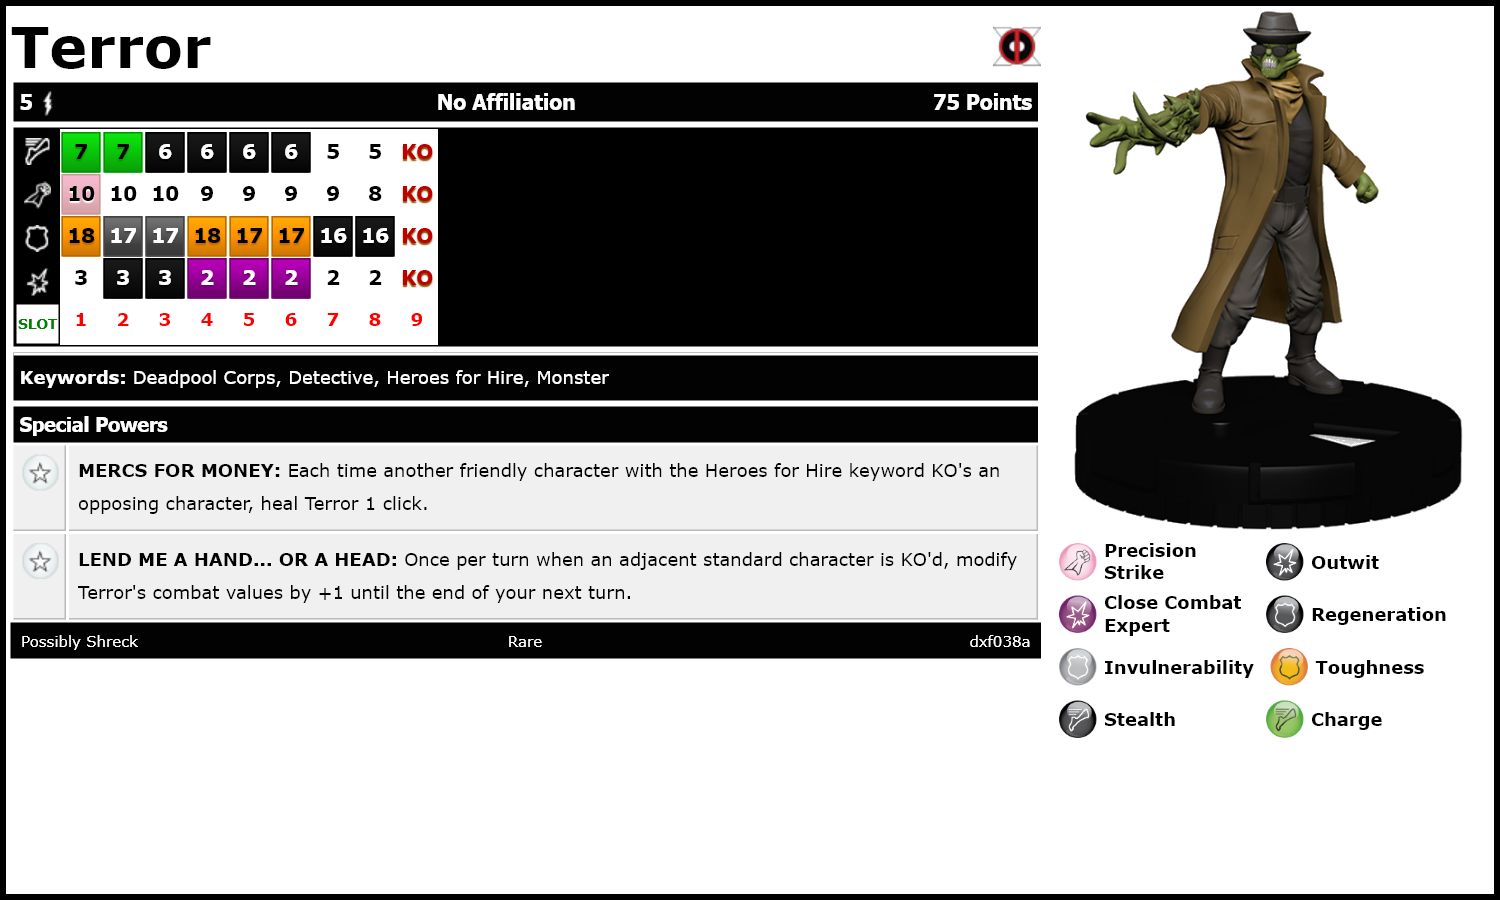 Terror
5 No Affiliation 75 Points
7 7 6 6 6 6 5 5 KO
10 10 10 9 9 9 9 8 KO
18 17 17 18 17 17 16 16 KO
3 3 3 2 2 2 2 2 KO
SLOT 1 2 3 4 5 6 7 8 9
Keywords: Deadpool Corps, Detective, Heroes for Hire, Monster
Special Powers
MERCS FOR MONEY: Each time another friendly character with the Heroes for Hire keyword KO's an
opposing character, heal Terror 1 click.
LEND ME A HAND... OR A HEAD: Once per turn when an adjacent standard character is KO'd, modify
Terror's combat values by +1 until the end of your next turn.
Possibly Shreck Rare dxf038a
Precision
Strike
Outwit
Close Combat
Expert
Regeneration
Invulnerability
Toughness
Stealth
Charge